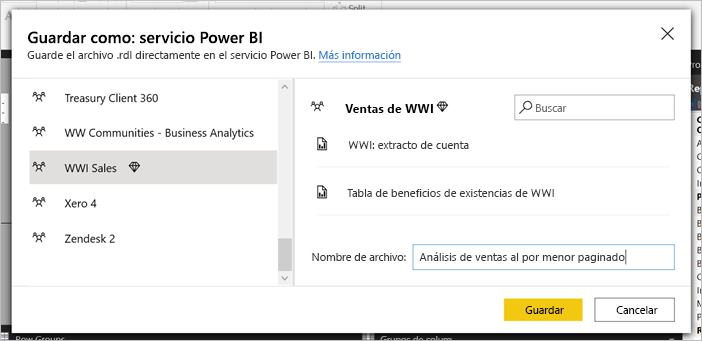 Split
Guardar como: servicio Power BI
Guarde el archivo .rdl directamente en el servicio Power BI. Más información
Treasury Client 360
WW Communities - Business Analytics
WWI Sales
Xero 4
Zendesk 2
Ventas de WWI
Buscar
WWI: extracto de cuenta
Tabla de beneficios de existencias de WWI
Nombre de archivo:
Análisis de ventas al por menor paginado
Guardar
Cancelar
Row Groups